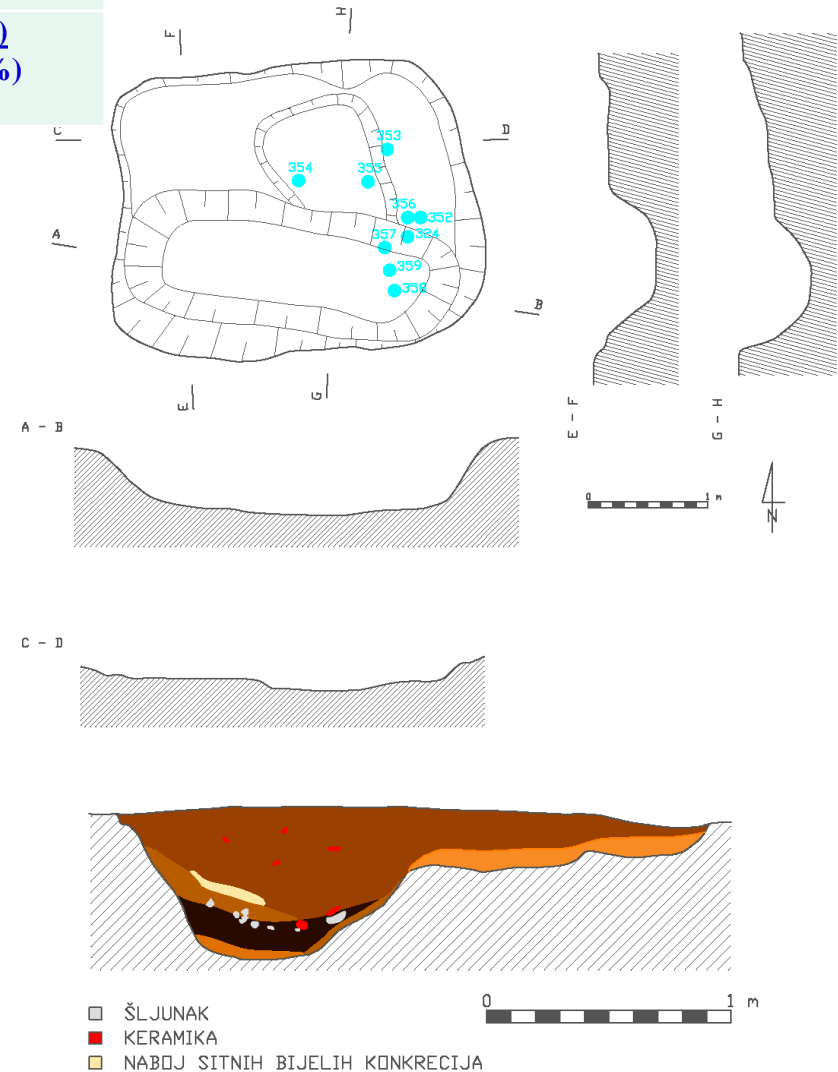 %)
H
F
C
D
353
354
355
356
352
324
357
359
358
A
B
E
G
E - F
G - H
A - B
0 1 m
N
C - D
0 1 m
ŠLJUNAK
KERAMIKA
NABOJ SITNIH BIJELIH KONKRECIJA